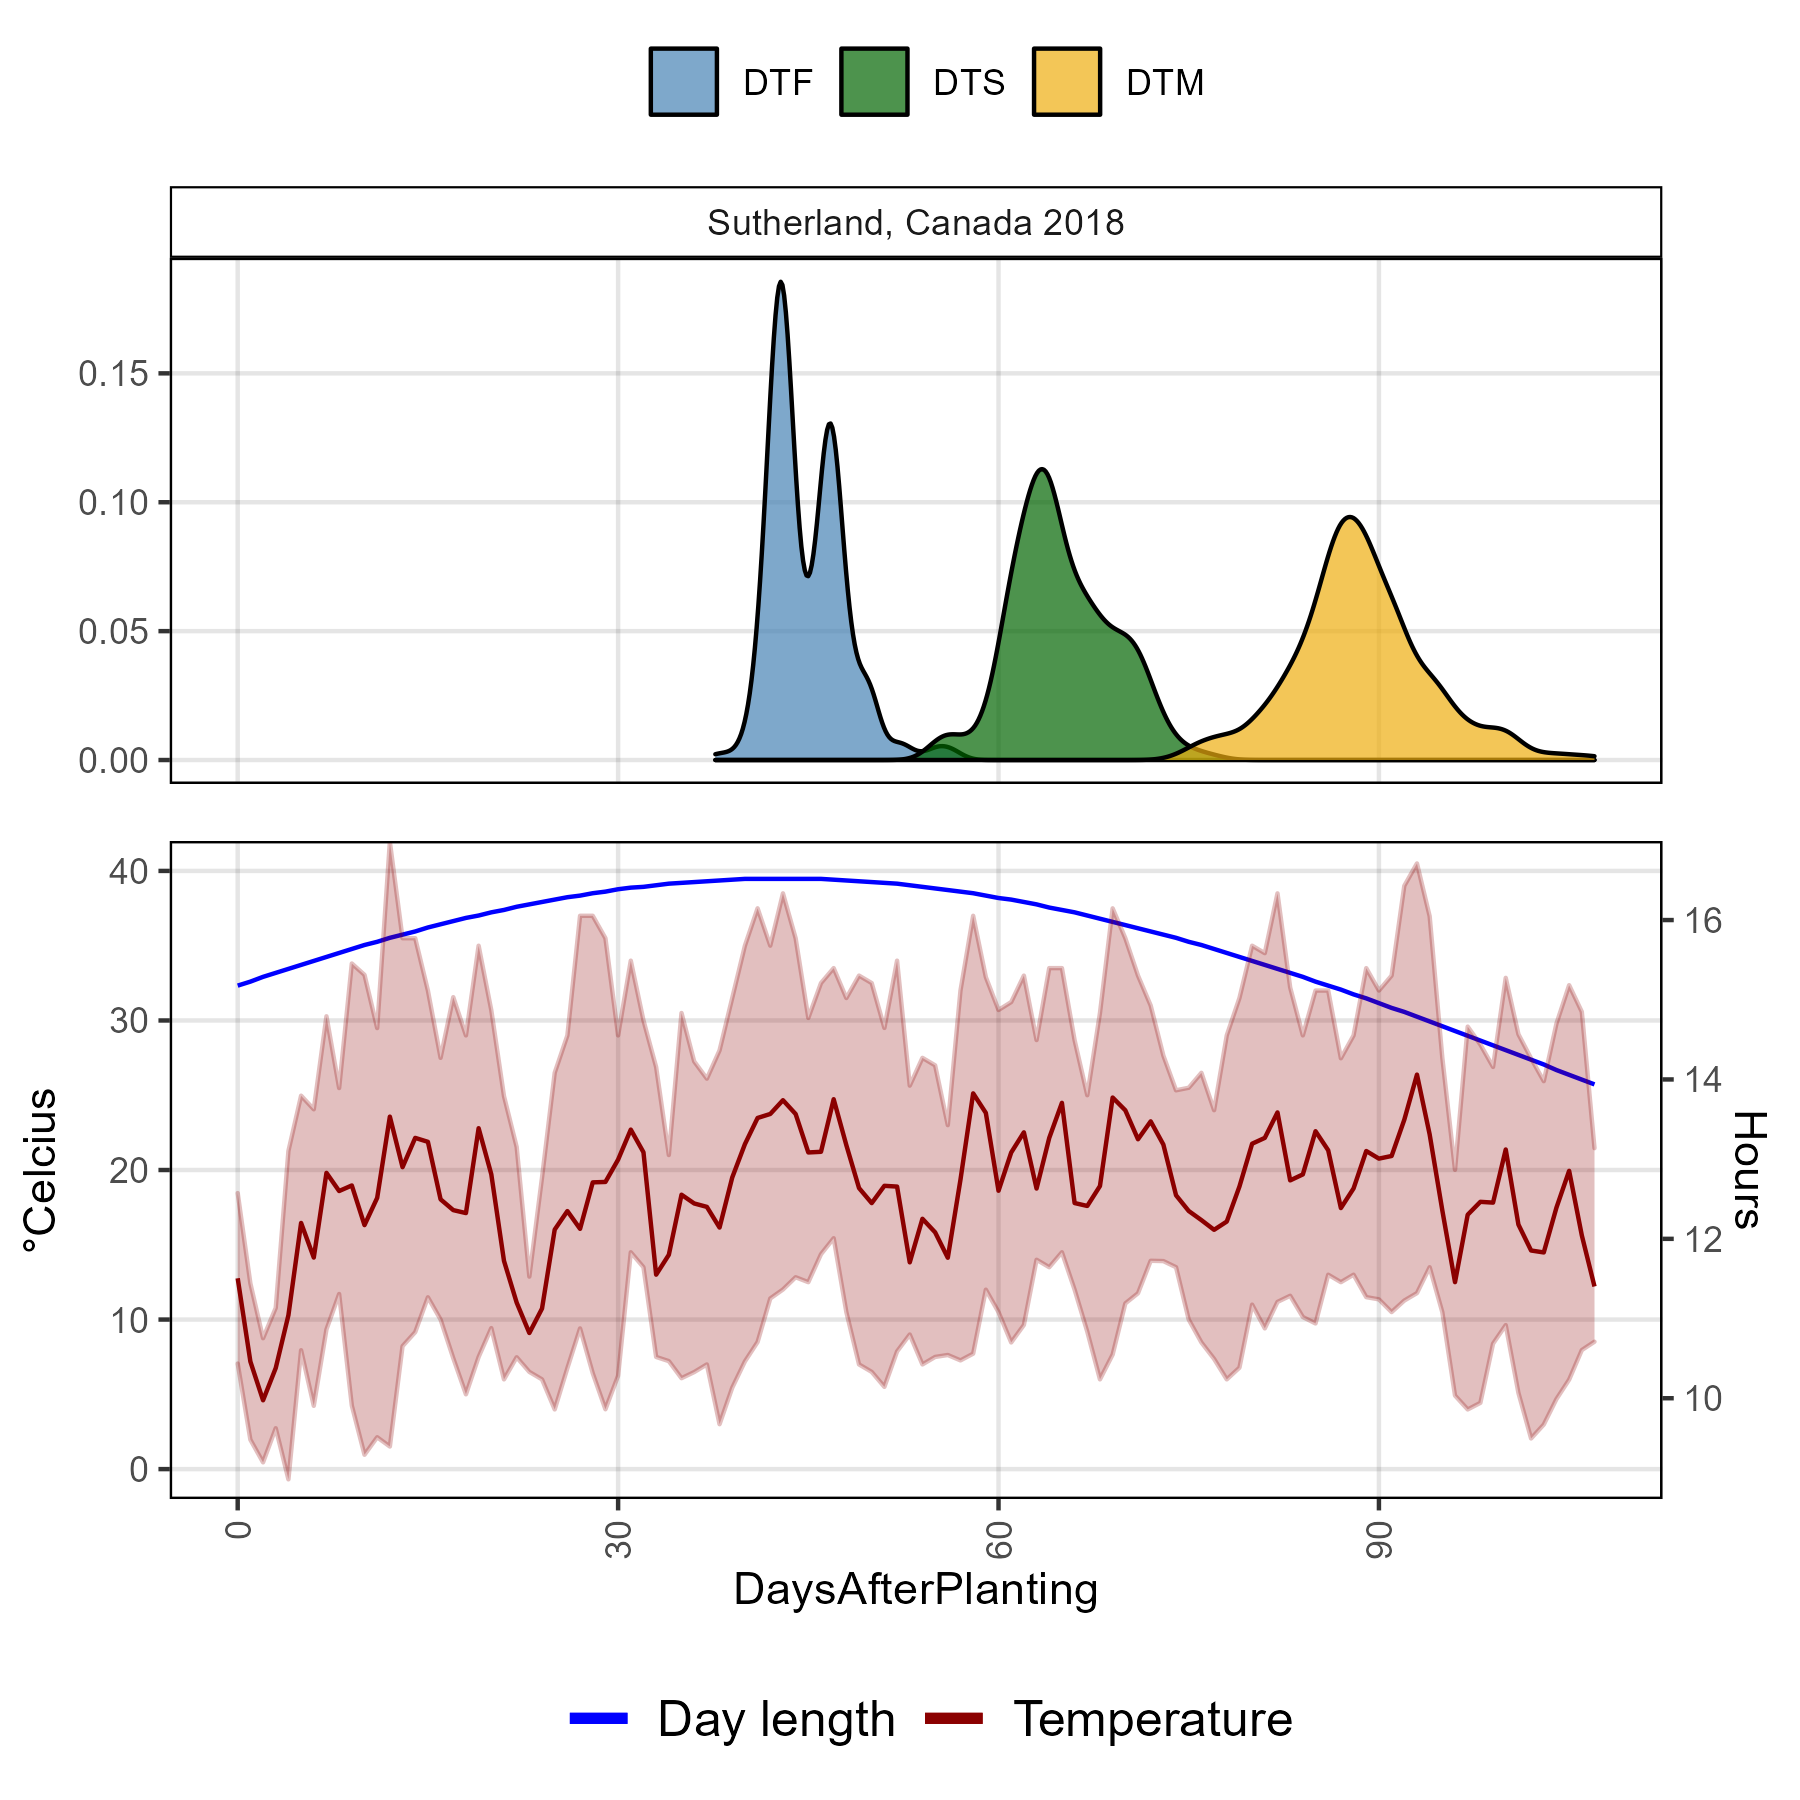 DTF DTS DTM
Sutherland, Canada 2018
0.15
0.10
0.05
0.00
40
30
20
10
0
°Celcius
16
14
12
10
Hours
0 30 60 90
DaysAfterPlanting
Day length Temperature